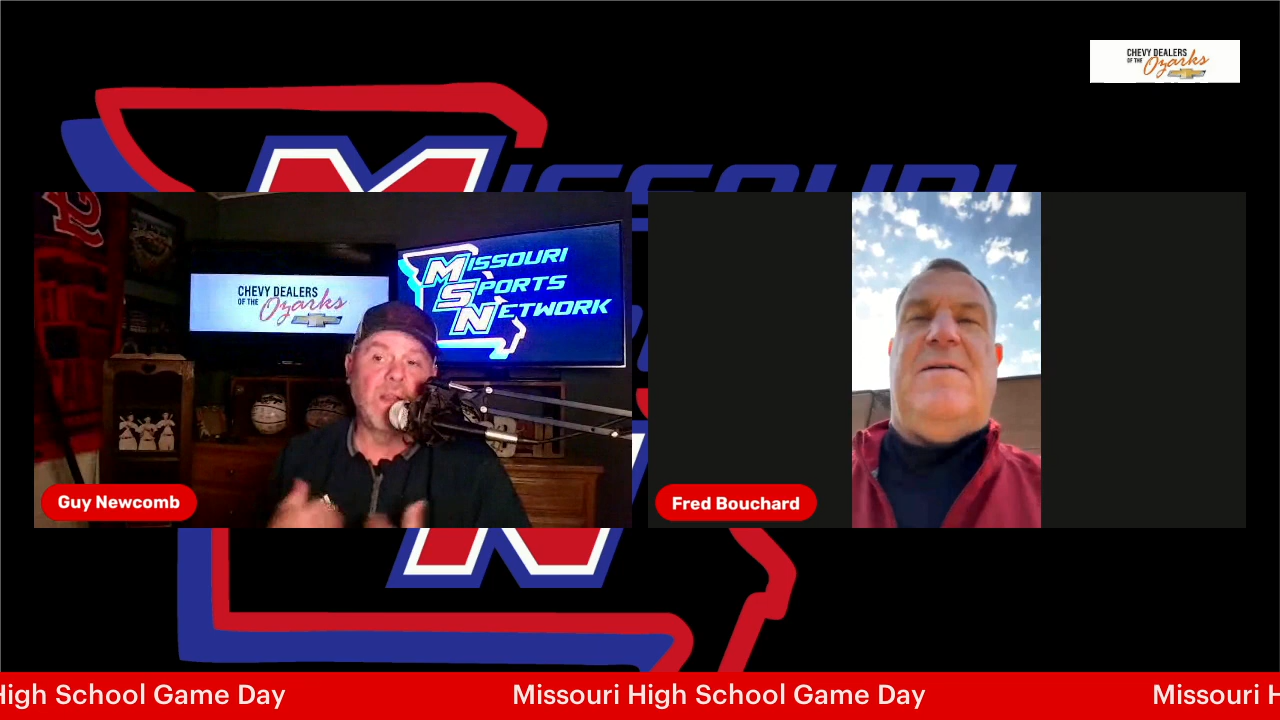 CHEVY DEALERS
OF THE Ozarks
MISSOURI
CHEVY DEALERS
OF THE Ozarks
MISSOURI
SPORTS
NETWORK
Guy Newcomb
Fred Bouchard
N
High School Game Day
Missouri High School Game Day
Missouri H